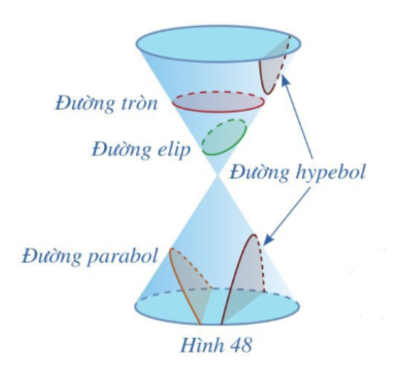 Đường tròn
Đường elip
Đường hypebol
Đường parabol
Hình 48